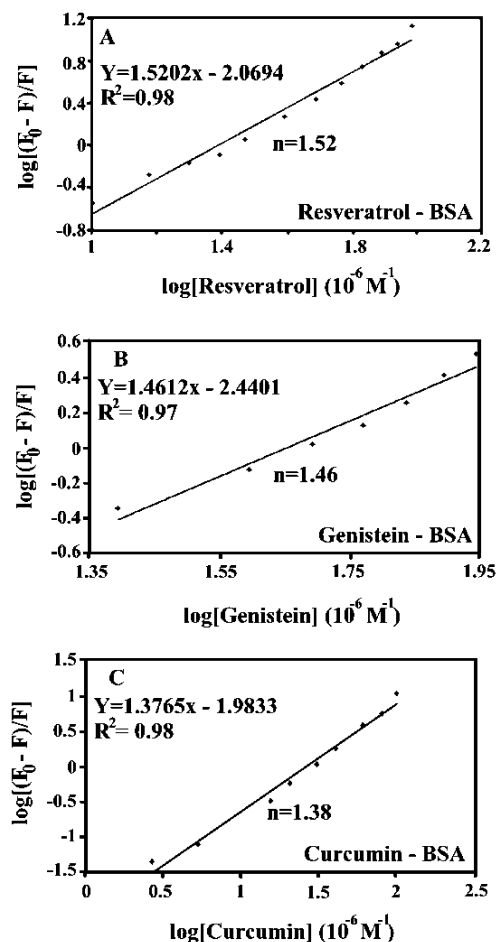 A
Y=1.5202x - 2.0694
R²=0.98
n=1.52
Resveratrol - BSA
log[(F₀ - F)/F]
1.2
0.8
0.4
0
-0.4
-0.8
1
1.4
1.8
2.2
log[Resveratrol] (10⁻⁶ M⁻¹)
B
Y=1.4612x - 2.4401
R²= 0.97
n=1.46
Genistein - BSA
log[(F₀ - F)/F]
0.6
0.4
0.2
0
-0.2
-0.4
-0.6
1.35
1.55
1.75
1.95
log[Genistein] (10⁻⁶ M⁻¹)
C
Y=1.3765x - 1.9833
R²= 0.98
n=1.38
Curcumin - BSA
log[(F₀ - F)/F]
1.5
1
0.5
0
-0.5
-1
-1.5
0
0.5
1
1.5
2
2.5
log[Curcumin] (10⁻⁶ M⁻¹)